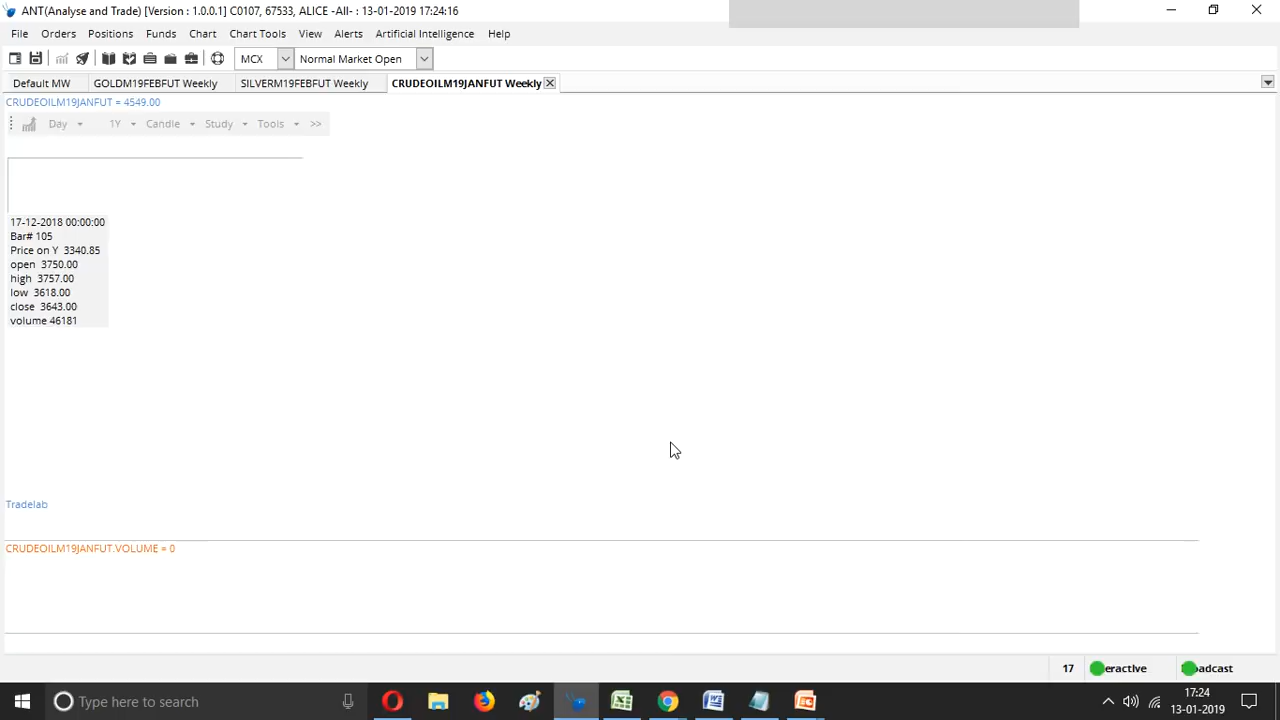 ANT(Analyse and Trade) [Version : 1.0.0.1] C0107, 67533, ALICE -All- : 13-01-2019 17:24:16
File Orders Positions Funds Chart Chart Tools View Alerts Artificial Intelligence Help
MCX Normal Market Open
Default MW GOLDM19FEBFUT Weekly SILVERM19FEBFUT Weekly CRUDEOILM19JANFUT Weekly
CRUDEOILM19JANFUT = 4549.00
Day 1Y Candle Study Tools >>
17-12-2018 00:00:00
Bar# 105
Price on Y 3340.85
open 3750.00
high 3757.00
low 3618.00
close 3643.00
volume 46181
Tradelab
CRUDEOILM19JANFUT.VOLUME = 0
17 eractive adcast
Type here to search
17:24
13-01-2019